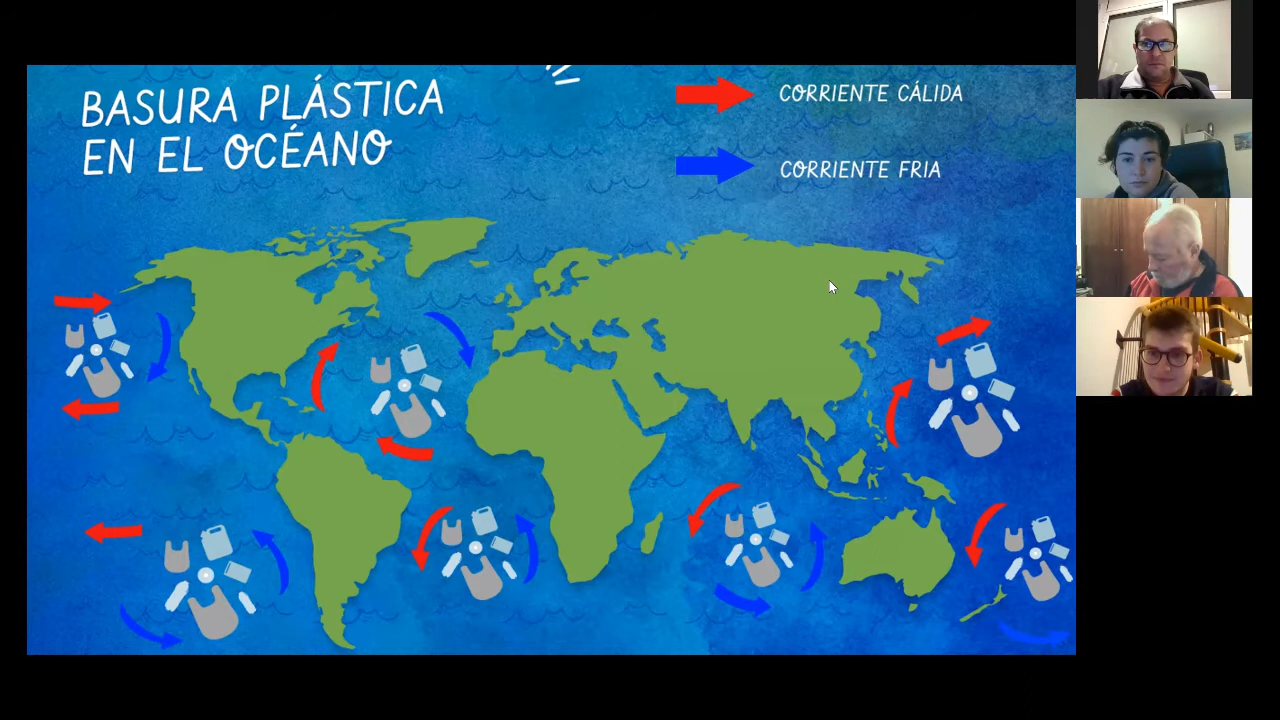 BASURA PLÁSTICA
EN EL OCÉANO
CORRIENTE CÁLIDA
CORRIENTE FRIA